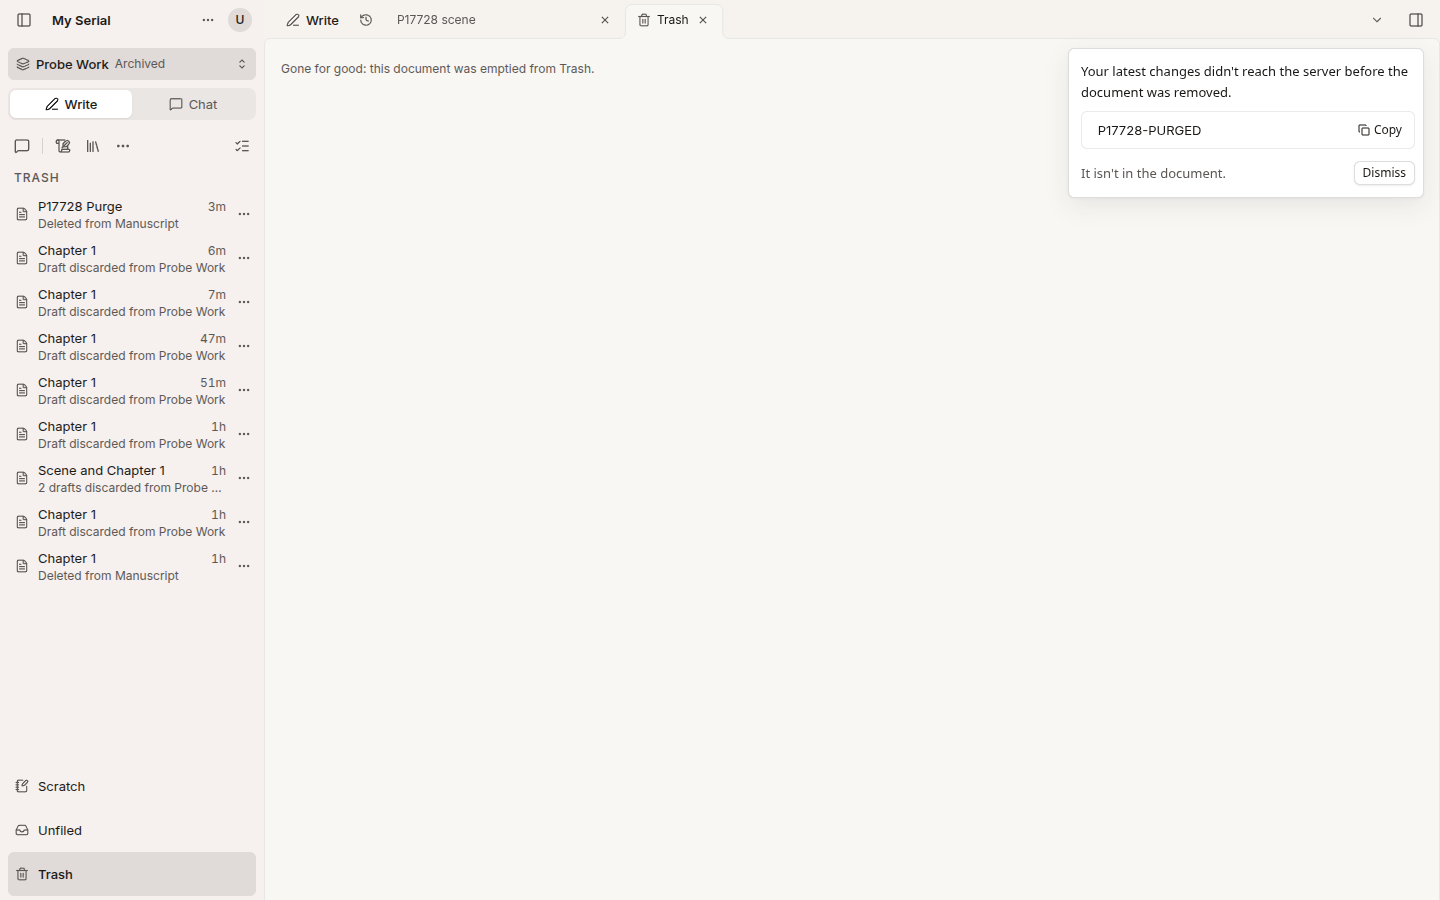 My Serial
U
Write
P17728 scene
Trash
Probe Work Archived
Write
Chat
TRASH
P17728 Purge 3m
Deleted from Manuscript
Chapter 1 6m
Draft discarded from Probe Work
Chapter 1 7m
Draft discarded from Probe Work
Chapter 1 47m
Draft discarded from Probe Work
Chapter 1 51m
Draft discarded from Probe Work
Chapter 1 1h
Draft discarded from Probe Work
Scene and Chapter 1 1h
2 drafts discarded from Probe ...
Chapter 1 1h
Draft discarded from Probe Work
Chapter 1 1h
Deleted from Manuscript
Scratch
Unfiled
Trash
Gone for good: this document was emptied from Trash.
Your latest changes didn't reach the server before the
document was removed.
P17728-PURGED
Copy
It isn't in the document.
Dismiss